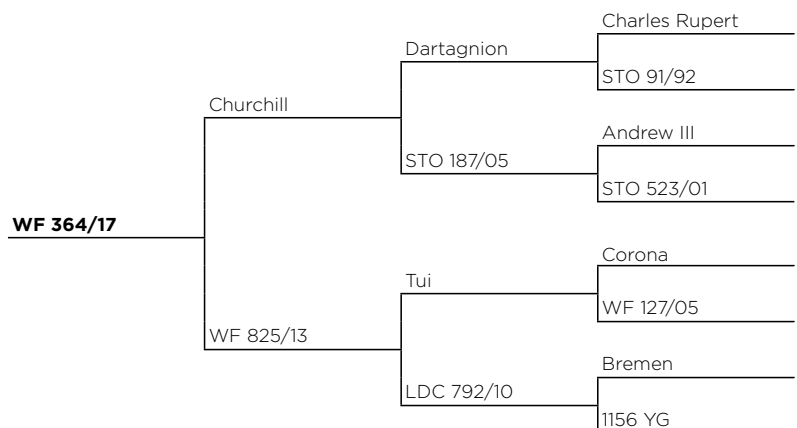 Charles Rupert
Dartagnion
STO 91/92
Churchill
Andrew III
STO 187/05
STO 523/01
WF 364/17
Corona
Tui
WF 127/05
WF 825/13
Bremen
LDC 792/10
1156 YG